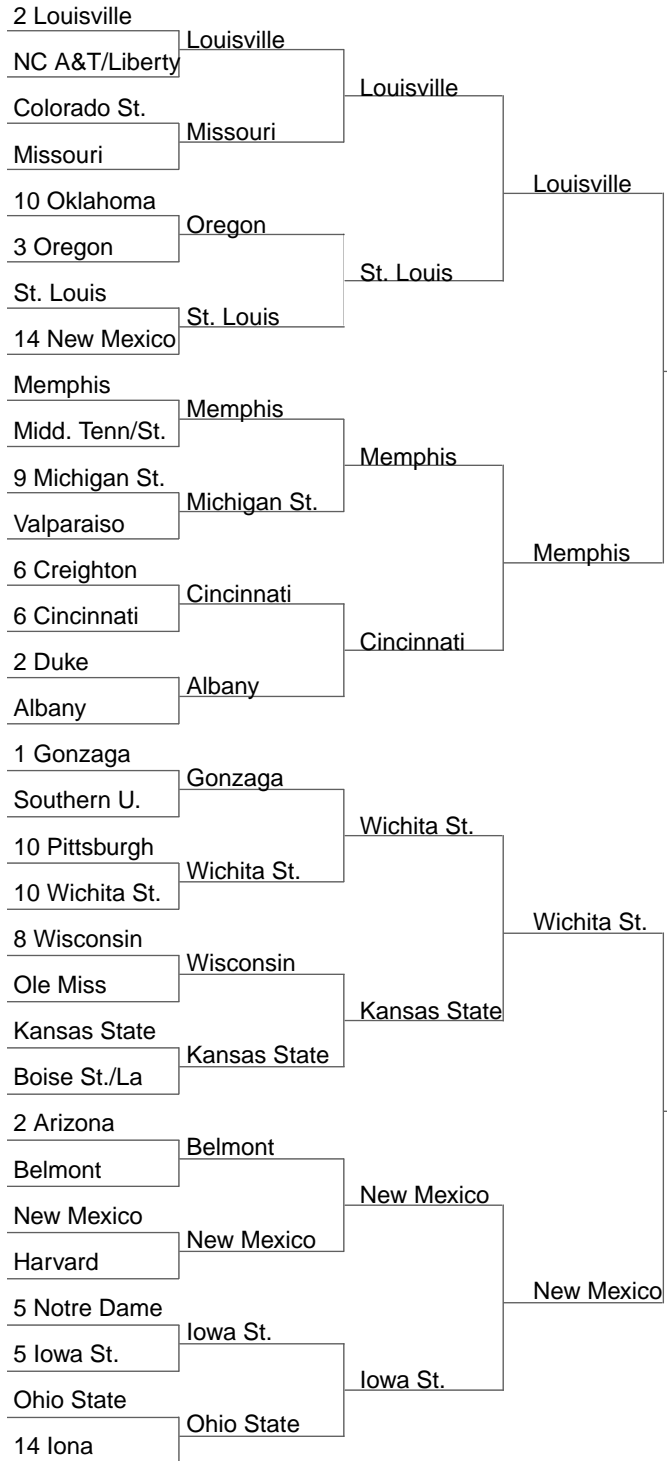 2 Louisville
NC A&T/Liberty
Colorado St.
Missouri
10 Oklahoma
3 Oregon
St. Louis
14 New Mexico
Memphis
Midd. Tenn/St.
9 Michigan St.
Valparaiso
6 Creighton
6 Cincinnati
2 Duke
Albany
1 Gonzaga
Southern U.
10 Pittsburgh
10 Wichita St.
8 Wisconsin
Ole Miss
Kansas State
Boise St./La
2 Arizona
Belmont
New Mexico
Harvard
5 Notre Dame
5 Iowa St.
Ohio State
14 Iona
Louisville
Missouri
Oregon
St. Louis
Memphis
Michigan St.
Cincinnati
Albany
Gonzaga
Wichita St.
Wisconsin
Kansas State
Belmont
New Mexico
Iowa St.
Ohio State
Louisville
St. Louis
Memphis
Cincinnati
Wichita St.
Kansas State
New Mexico
Iowa St.
Louisville
Memphis
Wichita St.
New Mexico